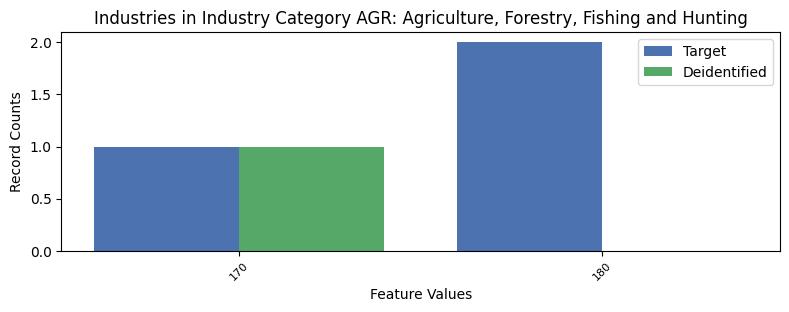 Industries in Industry Category AGR: Agriculture, Forestry, Fishing and Hunting
Target
Deidentified
Record Counts
2.0
1.5
1.0
0.5
0.0
170
180
Feature Values